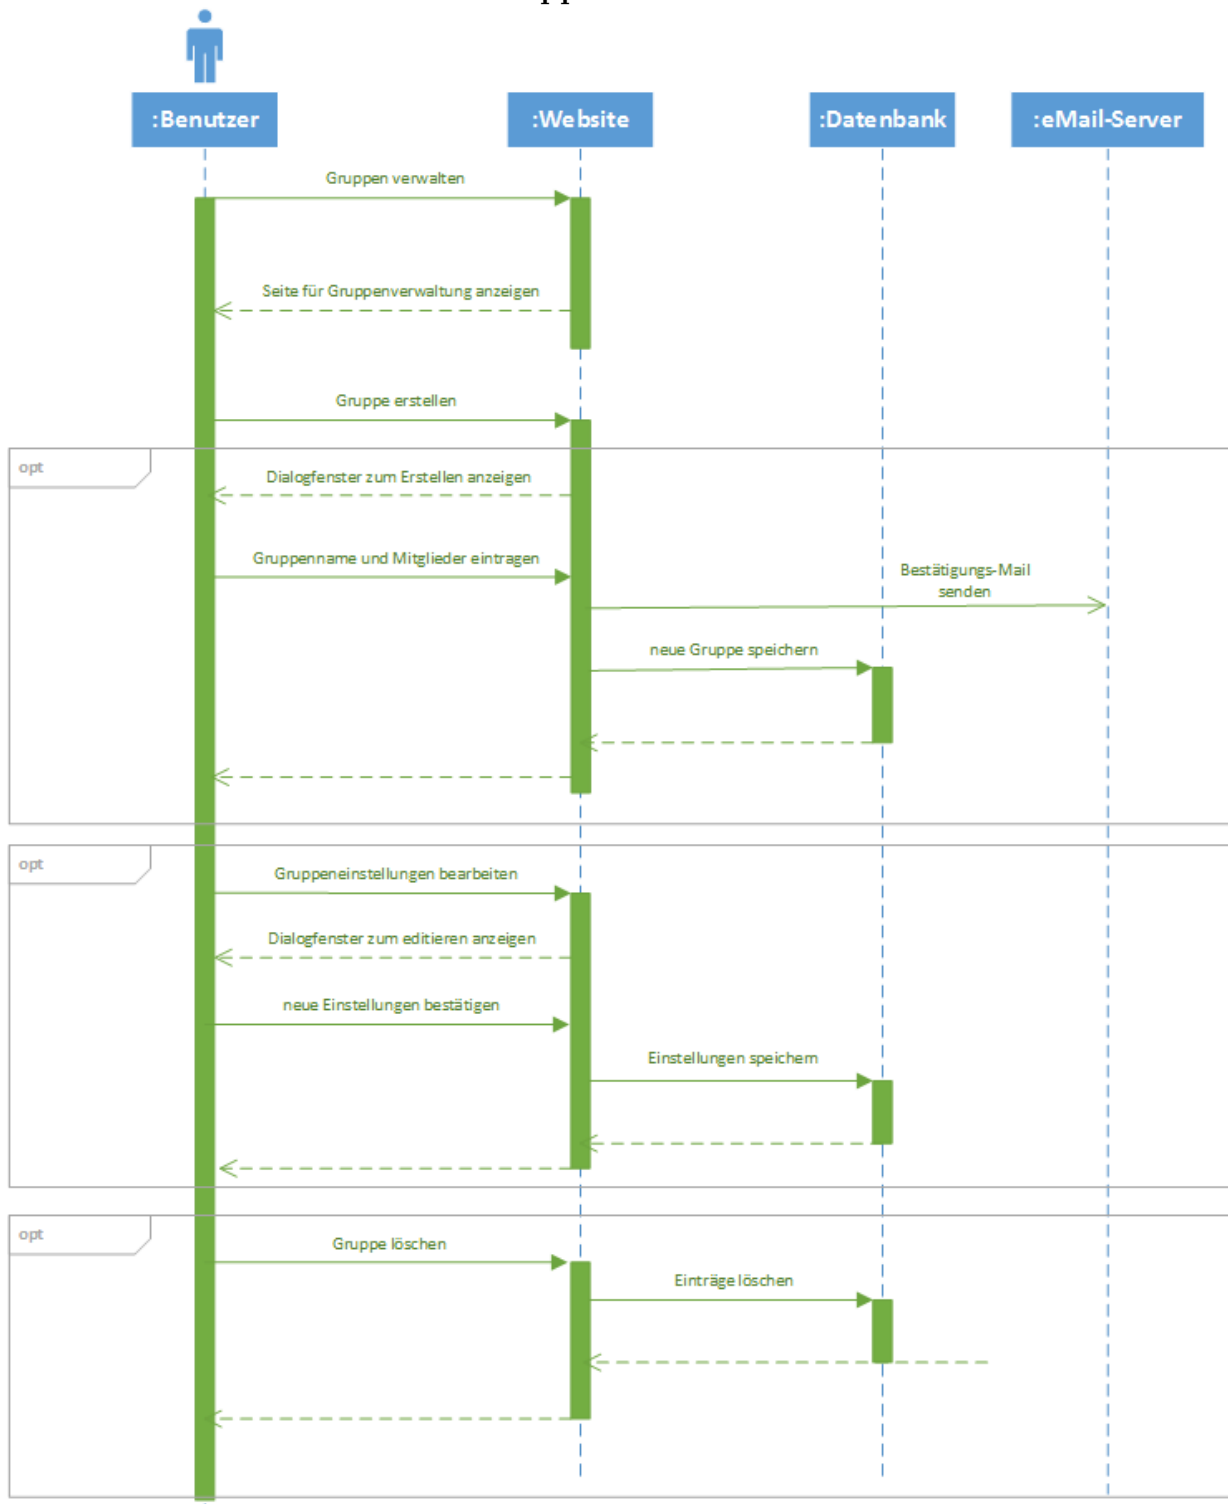 :Benutzer
:Website
:Datenbank
:eMail-Server
Gruppen verwalten
Seite für Gruppenverwaltung anzeigen
Gruppe erstellen
opt
Dialogfenster zum Erstellen anzeigen
Gruppenname und Mitglieder eintragen
Bestätigungs-Mail
senden
neue Gruppe speichern
opt
Gruppeneinstellungen bearbeiten
Dialogfenster zum editieren anzeigen
neue Einstellungen bestätigen
Einstellungen speichern
opt
Gruppe löschen
Einträge löschen